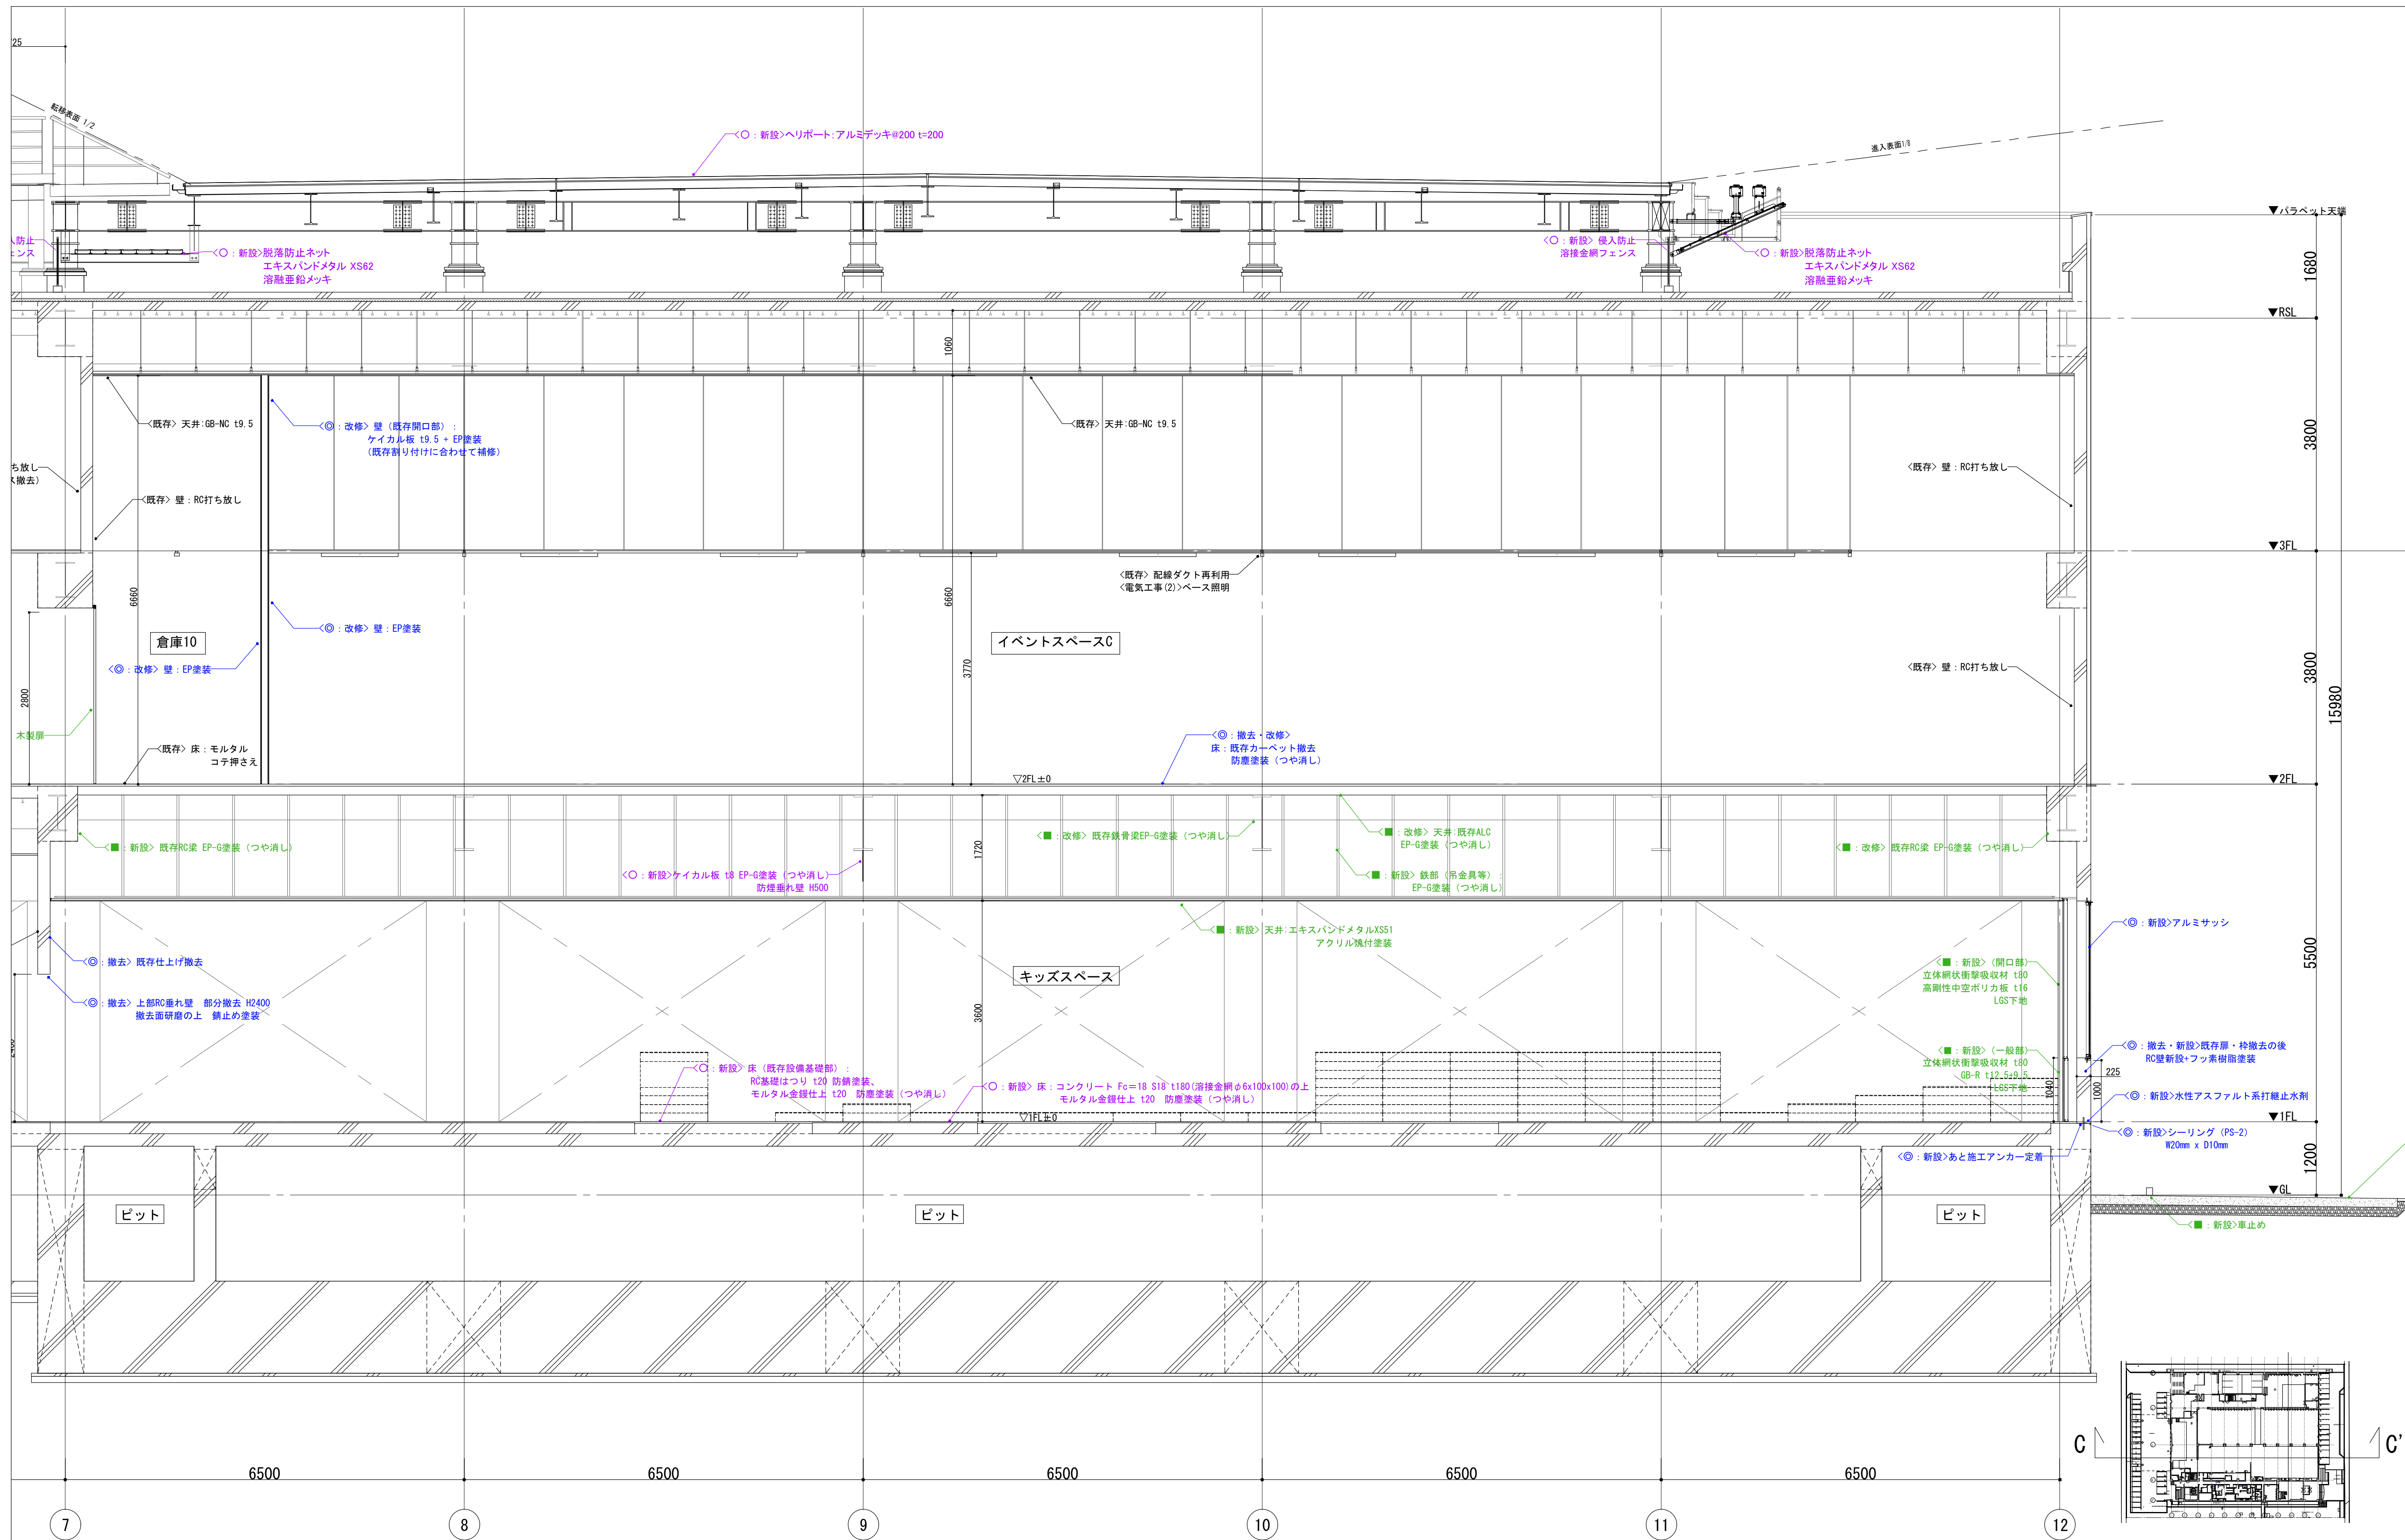 725
転移表面 1/2
<〇：新設>ヘリポート:アルミデッキ@200 t=200
進入表面1/8
▼パラペット天端
入防止
ェンス
<〇：新設>脱落防止ネット
エキスパンドメタル XS62
溶融亜鉛メッキ
<〇：新設> 侵入防止
溶接金網フェンス
<〇：新設>脱落防止ネット
エキスパンドメタル XS62
溶融亜鉛メッキ
1680
▼RSL
1060
<既存> 天井:GB-NC t9.5
<◎：改修> 壁（既存開口部）：
ケイカル板 t9.5 + EP塗装
（既存割り付けに合わせて補修）
<既存> 天井:GB-NC t9.5
3800
ち放し
ス撤去）
<既存> 壁：RC打ち放し
<既存> 壁：RC打ち放し
▼3FL
<既存> 配線ダクト再利用
<電気工事(2)>ベース照明
6660
6660
<◎：改修> 壁：EP塗装
倉庫10
イベントスペースC
<◎：改修> 壁：EP塗装
3770
<既存> 壁：RC打ち放し
3800
15980
2800
木製扉
<既存> 床：モルタル
コテ押さえ
<◎：撤去・改修>
床：既存カーペット撤去
防塵塗装（つや消し）
▽2FL±0
▼2FL
<■：新設> 既存RC梁 EP-G塗装（つや消し）
<■：改修> 既存鉄骨梁EP-G塗装（つや消し）
<■：改修> 天井:既存ALC
EP-G塗装（つや消し）
<■：改修> 既存RC梁 EP-G塗装（つや消し）
1720
<〇：新設>ケイカル板 t8 EP-G塗装（つや消し）
防煙垂れ壁 H500
<■：新設> 鉄部（吊金具等）：
EP-G塗装（つや消し）
<■：新設> 天井:エキスパンドメタルXS51
アクリル焼付塗装
<◎：新設>アルミサッシ
<◎：撤去> 既存仕上げ撤去
<◎：撤去> 上部RC垂れ壁　部分撤去 H2400
撤去面研磨の上　錆止め塗装
キッズスペース
<■：新設>（開口部）
立体網状衝撃吸収材 t80
高剛性中空ポリカ板 t16
LGS下地
5500
3600
2400
<〇：新設> 床（既存設備基礎部）：
RC基礎はつり t20 防錆塗装、
モルタル金鏝仕上 t20　防塵塗装（つや消し）
<〇：新設> 床：コンクリート Fc＝18 S18 t180(溶接金網φ6x100x100)の上
モルタル金鏝仕上 t20　防塵塗装（つや消し）
<■：新設>（一般部）
立体網状衝撃吸収材 t80
GB-R t12.5+9.5
LGS下地
<◎：撤去・新設>既存扉・枠撤去の後
RC壁新設+フッ素樹脂塗装
225
1040
1000
<◎：新設>水性アスファルト系打継止水剤
▽1FL±0
▼1FL
<◎：新設>シーリング（PS-2）
W20mm x D10mm
<◎：新設>あと施工アンカー定着
1200
▼GL
ピット
ピット
ピット
<■：新設>車止め
C
C'
6500
6500
6500
6500
6500
7
8
9
10
11
12